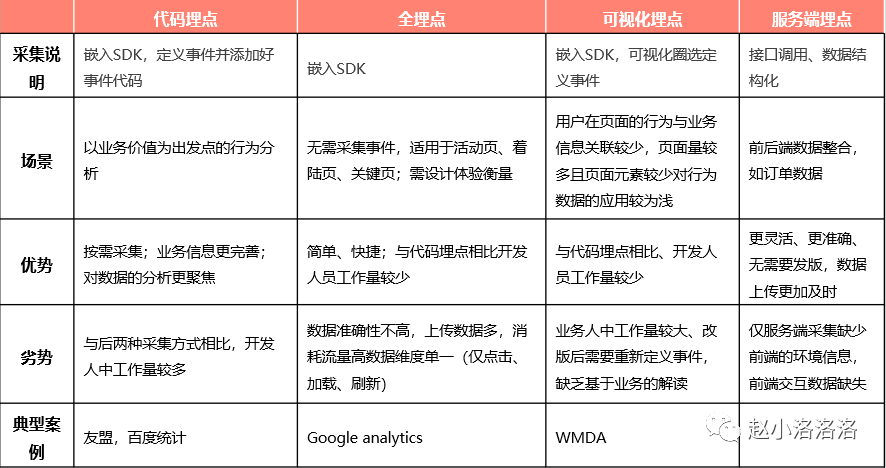 代码埋点
全埋点
可视化埋点
服务端埋点
采集说
明
嵌入SDK，定义事件并添加好
事件代码
嵌入SDK
嵌入SDK，可视化圈选定
义事件
接口调用、数据结
构化
场景
以业务价值为出发点的行为分
析
无需采集事件，适用于活动页、着
陆页、关键页；需设计体验衡量
用户在页面的行为与业务
信息关联较少，页面量较
多且页面元素较少对行为
数据的应用较为浅
前后端数据整合，
如订单数据
优势
按需采集；业务信息更完善；
对数据的分析更聚焦
简单、快捷；与代码埋点相比开发
人员工作量较少
与代码埋点相比、开发人
员工作量较少
更灵活、更准确、
无需要发版，数据
上传更加及时
劣势
与后两种采集方式相比，开发
人中工作量较多
数据准确性不高，上传数据多，消
耗流量高数据维度单一（仅点击、
加载、刷新）
业务人中工作量较大、改
版后需要重新定义事件，
缺乏基于业务的解读
仅服务端采集缺少
前端的环境信息，
前端交互数据缺失
典型案
例
友盟，百度统计
Google analytics
WMDA
赵小洛洛洛